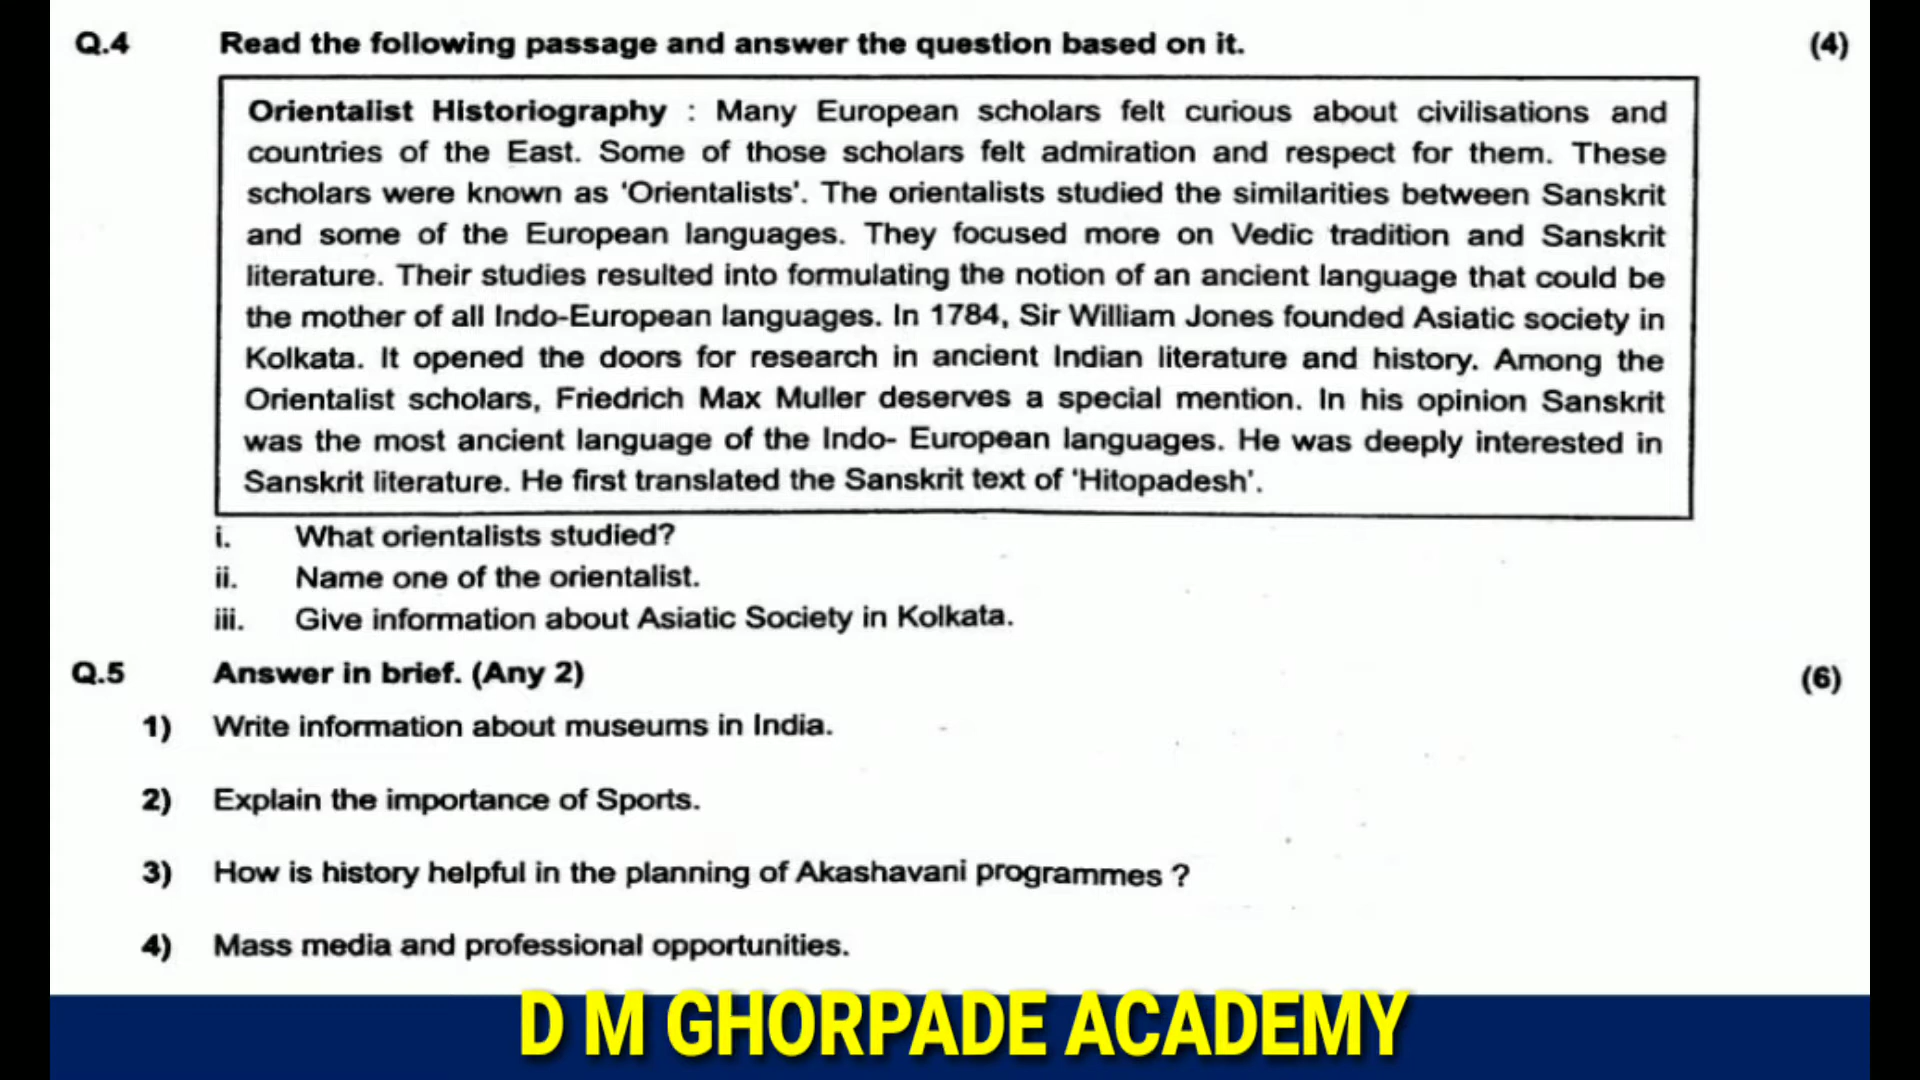 Q.4 Read the following passage and answer the question based on it. (4)
Orientalist Historiography : Many European scholars felt curious about civilisations and
countries of the East. Some of those scholars felt admiration and respect for them. These
scholars were known as 'Orientalists'. The orientalists studied the similarities between Sanskrit
and some of the European languages. They focused more on Vedic tradition and Sanskrit
literature. Their studies resulted into formulating the notion of an ancient language that could be
the mother of all Indo-European languages. In 1784, Sir William Jones founded Asiatic society in
Kolkata. It opened the doors for research in ancient Indian literature and history. Among the
Orientalist scholars, Friedrich Max Muller deserves a special mention. In his opinion Sanskrit
was the most ancient language of the Indo- European languages. He was deeply interested in
Sanskrit literature. He first translated the Sanskrit text of 'Hitopadesh'.
i. What orientalists studied?
ii. Name one of the orientalist.
iii. Give information about Asiatic Society in Kolkata.
Q.5 Answer in brief. (Any 2) (6)
1) Write information about museums in India.
2) Explain the importance of Sports.
3) How is history helpful in the planning of Akashavani programmes ?
4) Mass media and professional opportunities.
D M GHORPADE ACADEMY